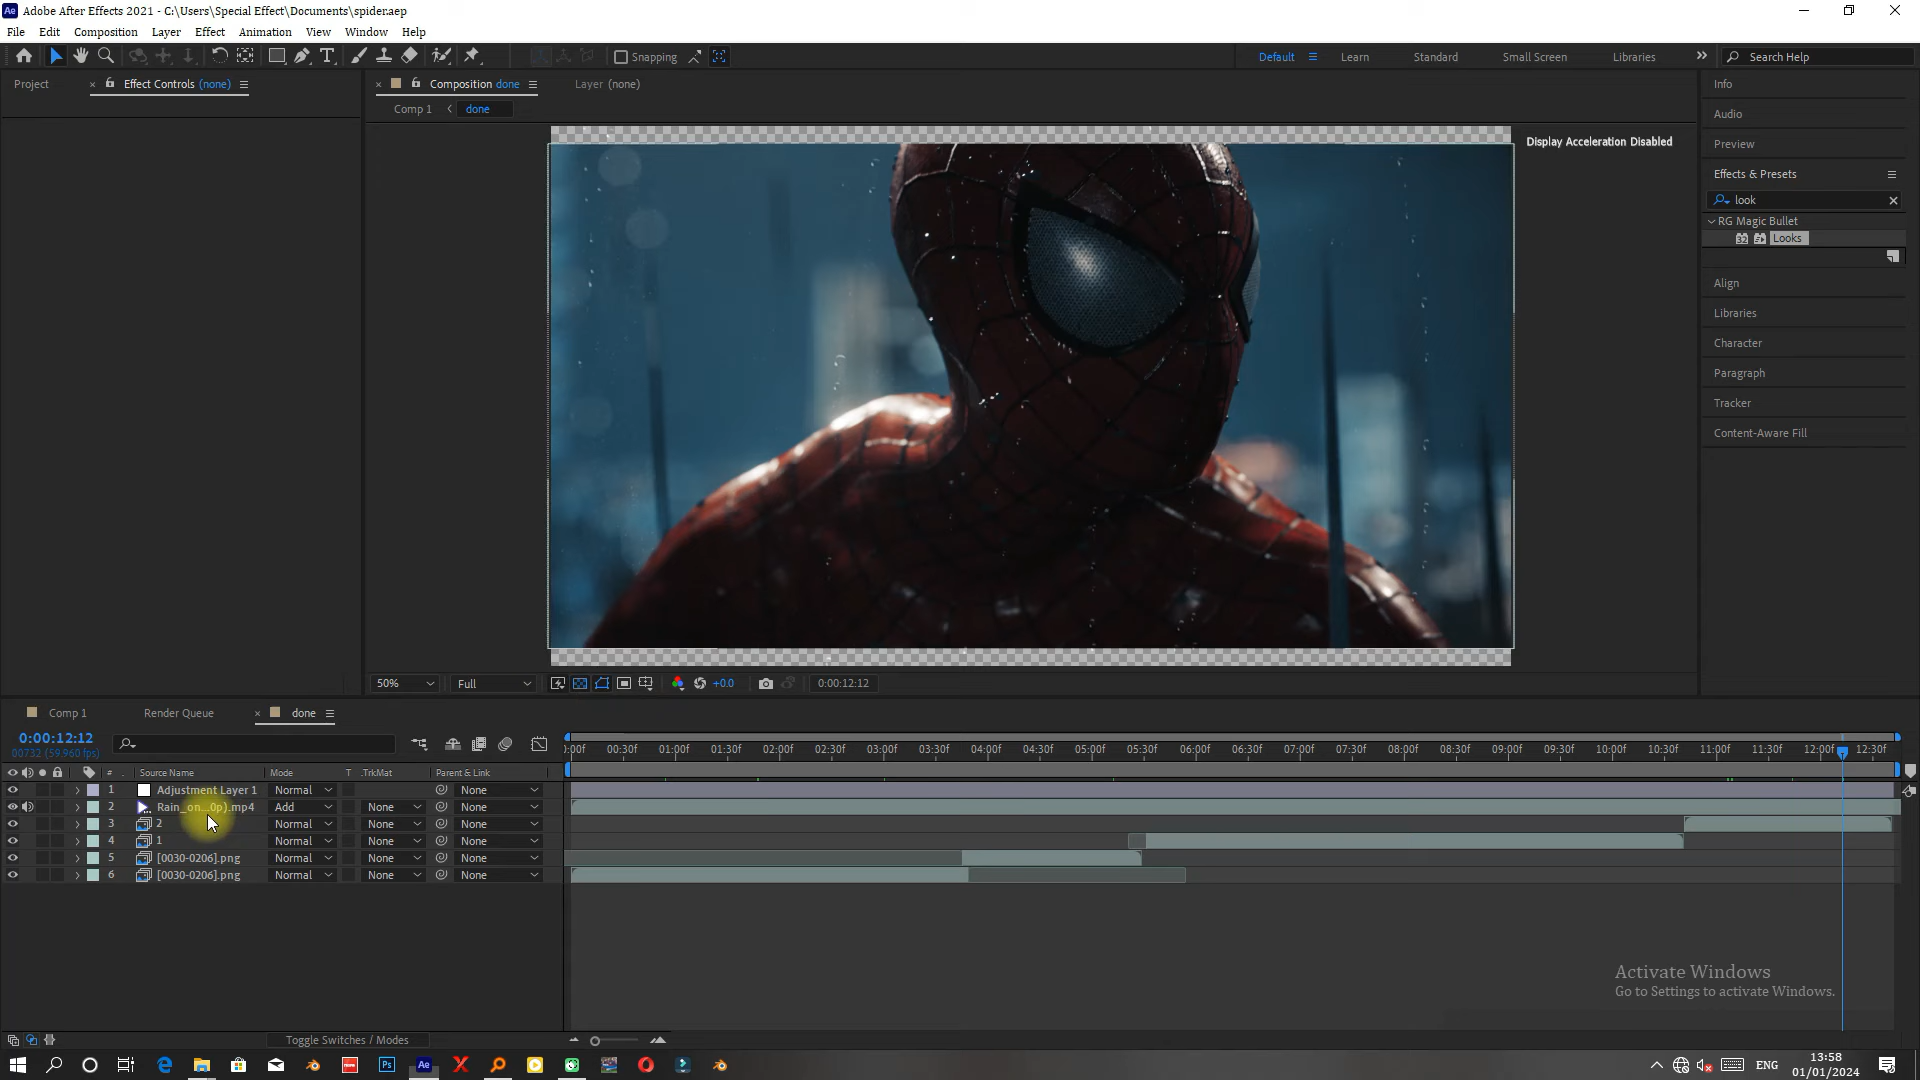 Adobe After Effects 2021 - C:\Users\Special Effect\Documents\spider.aep
File Edit Composition Layer Effect Animation View Window Help
Snapping
Default Learn Standard Small Screen Libraries Search Help
Project
Effect Controls (none)
Composition done
Layer (none)
Comp 1
done
Display Acceleration Disabled
Info
Audio
Preview
Effects & Presets
look
RG Magic Bullet
32 Looks
Align
Libraries
Character
Paragraph
Tracker
Content-Aware Fill
50% Full +0.0 0:00:12:12
Comp 1 Render Queue done
0:00:12:12
00732 (59.960 fps)
:00f 00:30f 01:00f 01:30f 02:00f 02:30f 03:00f 03:30f 04:00f 04:30f 05:00f 05:30f 06:00f 06:30f 07:00f 07:30f 08:00f 08:30f 09:00f 09:30f 10:00f 10:30f 11:00f 11:30f 12:00f 12:30f
# Source Name Mode T .TrkMat Parent & Link
1 Adjustment Layer 1 Normal None
2 Rain_on...0p).mp4 Add None None
3 2 Normal None None
4 1 Normal None None
5 [0030-0206].png Normal None None
6 [0030-0206].png Normal None None
Activate Windows
Go to Settings to activate Windows.
Toggle Switches / Modes
Ps Ae
ENG
13:58
01/01/2024